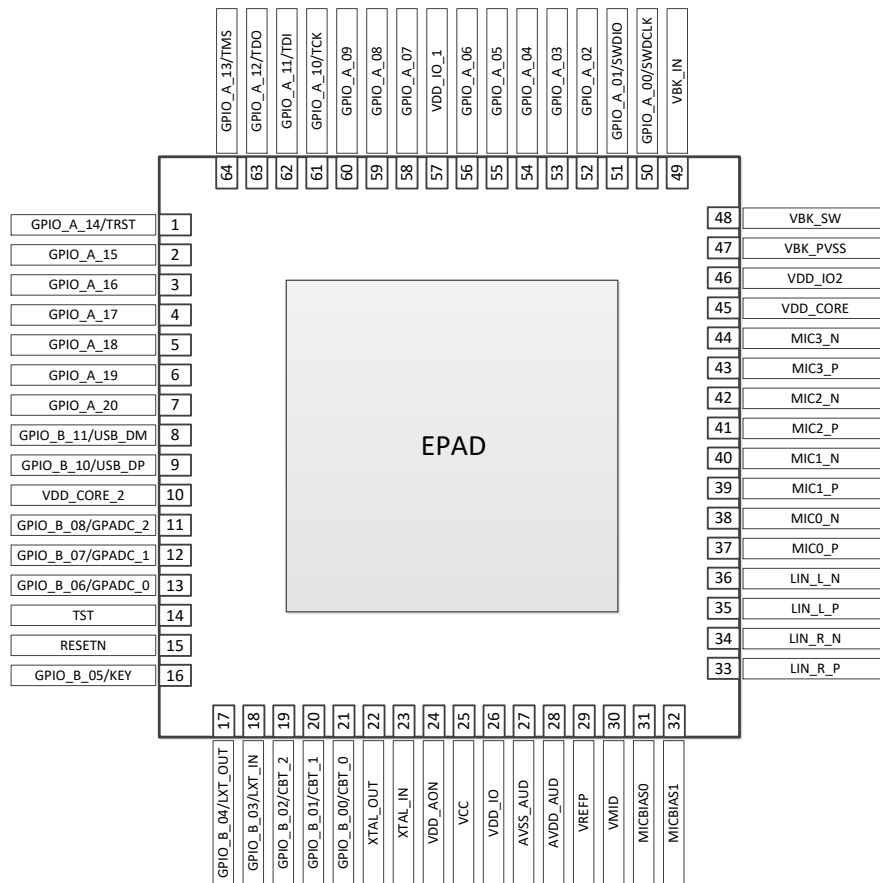 GPIO_A_13/TMS
GPIO_A_12/TDO
GPIO_A_11/TDI
GPIO_A_10/TCK
GPIO_A_09
GPIO_A_08
GPIO_A_07
VDD_IO_1
GPIO_A_06
GPIO_A_05
GPIO_A_04
GPIO_A_03
GPIO_A_02
GPIO_A_01/SWDIO
GPIO_A_00/SWDCLK
VBK_IN
64
63
62
61
60
59
58
57
56
55
54
53
52
51
50
49
GPIO_A_14/TRST 1
GPIO_A_15 2
GPIO_A_16 3
GPIO_A_17 4
GPIO_A_18 5
GPIO_A_19 6
GPIO_A_20 7
GPIO_B_11/USB_DM 8
GPIO_B_10/USB_DP 9
VDD_CORE_2 10
GPIO_B_08/GPADC_2 11
GPIO_B_07/GPADC_1 12
GPIO_B_06/GPADC_0 13
TST 14
RESETN 15
GPIO_B_05/KEY 16
EPAD
48 VBK_SW
47 VBK_PVSS
46 VDD_IO2
45 VDD_CORE
44 MIC3_N
43 MIC3_P
42 MIC2_N
41 MIC2_P
40 MIC1_N
39 MIC1_P
38 MIC0_N
37 MIC0_P
36 LIN_L_N
35 LIN_L_P
34 LIN_R_N
33 LIN_R_P
17
18
19
20
21
22
23
24
25
26
27
28
29
30
31
32
GPIO_B_04/LXT_OUT
GPIO_B_03/LXT_IN
GPIO_B_02/CBT_2
GPIO_B_01/CBT_1
GPIO_B_00/CBT_0
XTAL_OUT
XTAL_IN
VDD_AON
VCC
VDD_IO
AVSS_AUD
AVDD_AUD
VREFP
VMID
MICBIAS0
MICBIAS1